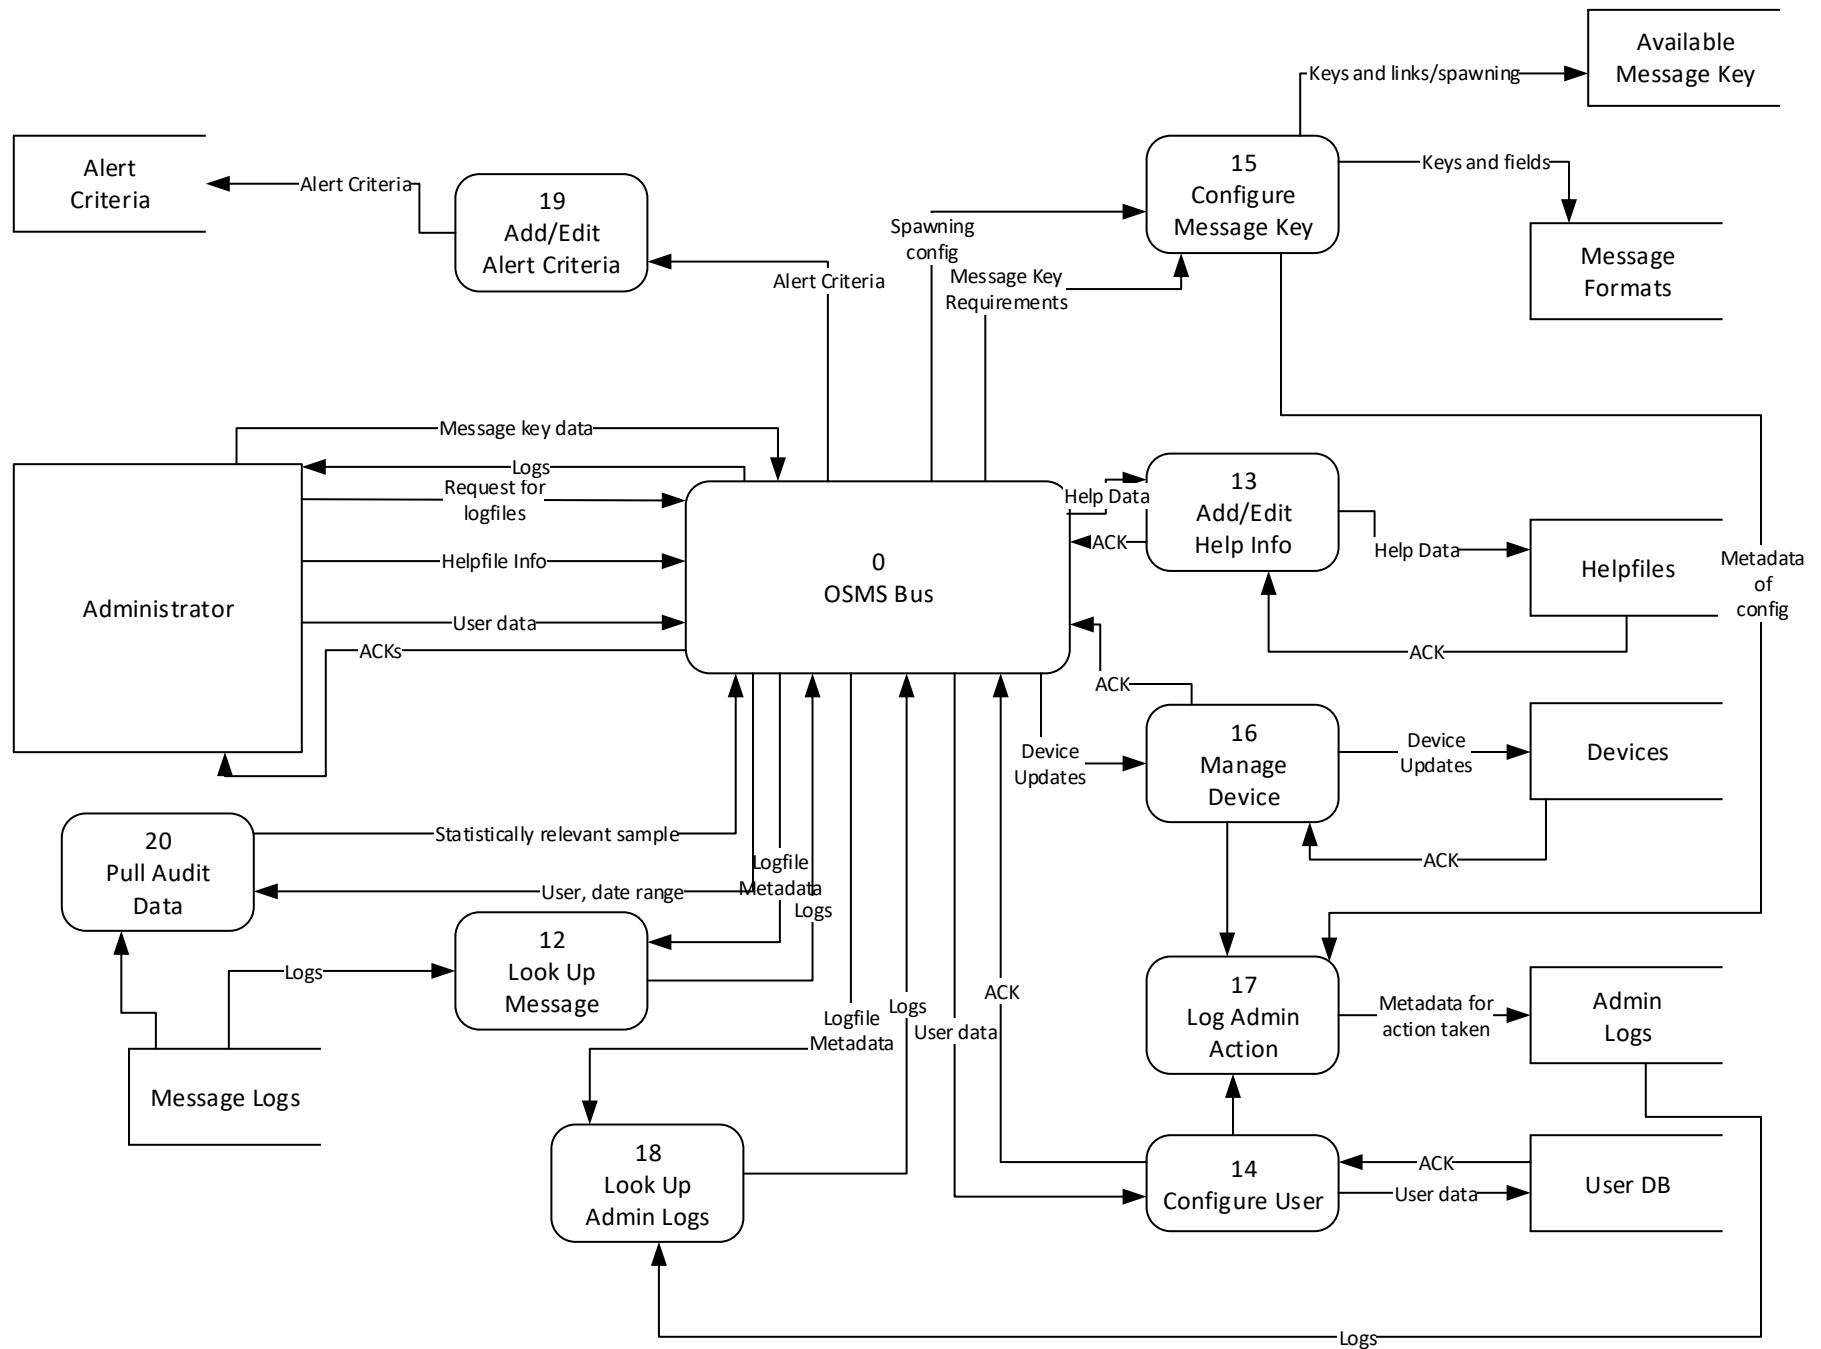 Available
Message Key
Keys and links/spawning
Alert
Criteria
Alert Criteria
19
Add/Edit
Alert Criteria
15
Configure
Message Key
Keys and fields
Spawning
config
Message Key
Requirements
Alert Criteria
Message
Formats
Message key data
Logs
Request for
logfiles
Helpfile Info
User data
ACKs
Administrator
0
OSMS Bus
Help Data
ACK
13
Add/Edit
Help Info
Help Data
Helpfiles
Metadata
of
config
ACK
ACK
Device
Updates
16
Manage
Device
Device
Updates
Devices
ACK
20
Pull Audit
Data
Statistically relevant sample
User, date range
Logfile
Metadata
Logs
12
Look Up
Message
Logs
Message Logs
Logfile
Metadata
Logs
User data
ACK
17
Log Admin
Action
Metadata for
action taken
Admin
Logs
18
Look Up
Admin Logs
14
Configure User
ACK
User data
User DB
Logs